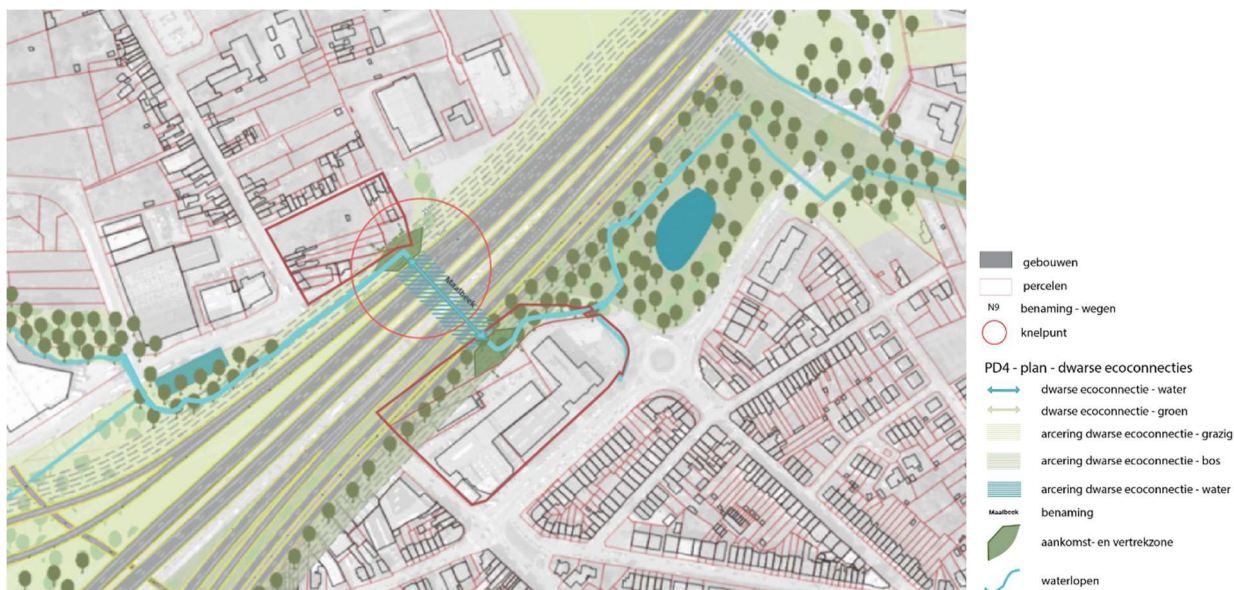 Maalbeek
gebouwen
percelen
N9 benaming - wegen
knelpunt
PD4 - plan - dwarse ecoconnecties
dwarse ecoconnectie - water
dwarse ecoconnectie - groen
arcering dwarse ecoconnectie - grazig
arcering dwarse ecoconnectie - bos
arcering dwarse ecoconnectie - water
Maalbeek benaming
aankomst- en vertrekzone
waterlopen